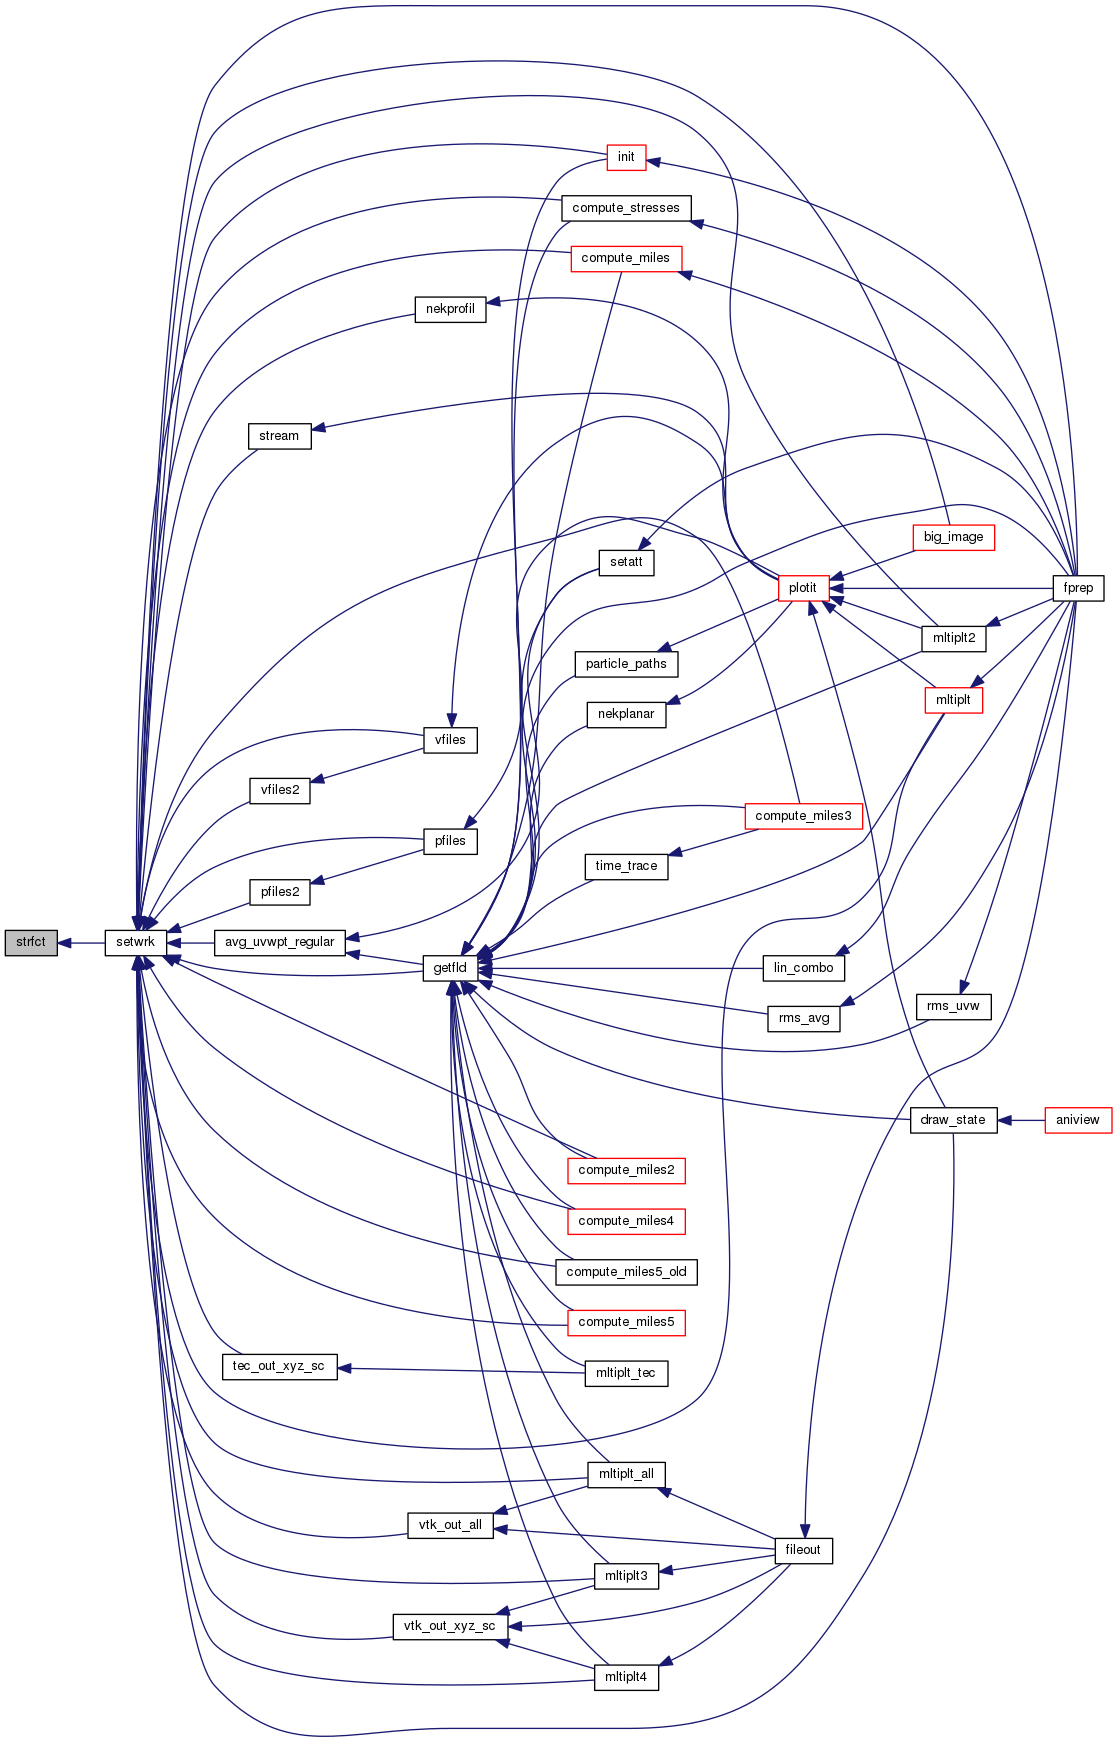 init
compute_stresses
compute_miles
nekprofil
stream
big_image
setatt
plotit
fprep
mltiplt2
particle_paths
mltiplt
nekplanar
vfiles
vfiles2
compute_miles3
pfiles
time_trace
pfiles2
strfct
setwrk
avg_uvwpt_regular
getfld
lin_combo
rms_uvw
rms_avg
draw_state
aniview
compute_miles2
compute_miles4
compute_miles5_old
compute_miles5
tec_out_xyz_sc
mltiplt_tec
mltiplt_all
vtk_out_all
fileout
mltiplt3
vtk_out_xyz_sc
mltiplt4